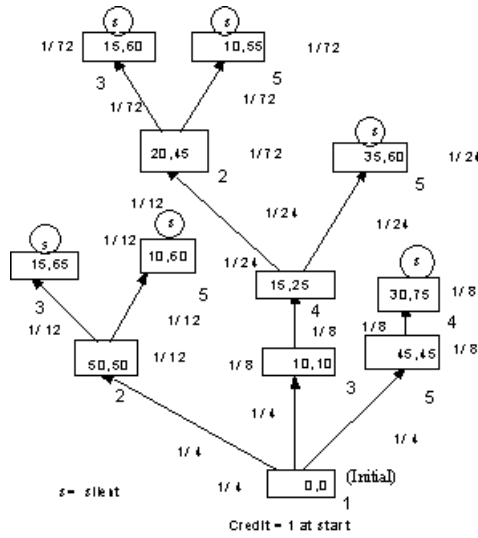 s s
1/72 15,60 10,55 1/72
3 5
1/72 1/72
s
20,45 1/72 35,60 1/24
2 5
1/12 1/24
s 1/12 s 1/24
15,65 10,60 1/24 s
3 5 15,25 30,75 1/8
4 4
1/12 1/12 1/8 1/8
50,50 1/12 1/8 10,10 45,45 1/8
2 3 5
1/4 1/4
1/4 (Initial)
1/4 0,0
s= silent 1
Credit = 1 at start